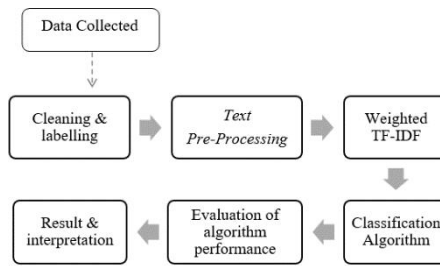 Data Collected
Cleaning &
labelling
Text
Pre-Processing
Weighted
TF-IDF
Classification
Algorithm
Evaluation of
algorithm
performance
Result &
interpretation